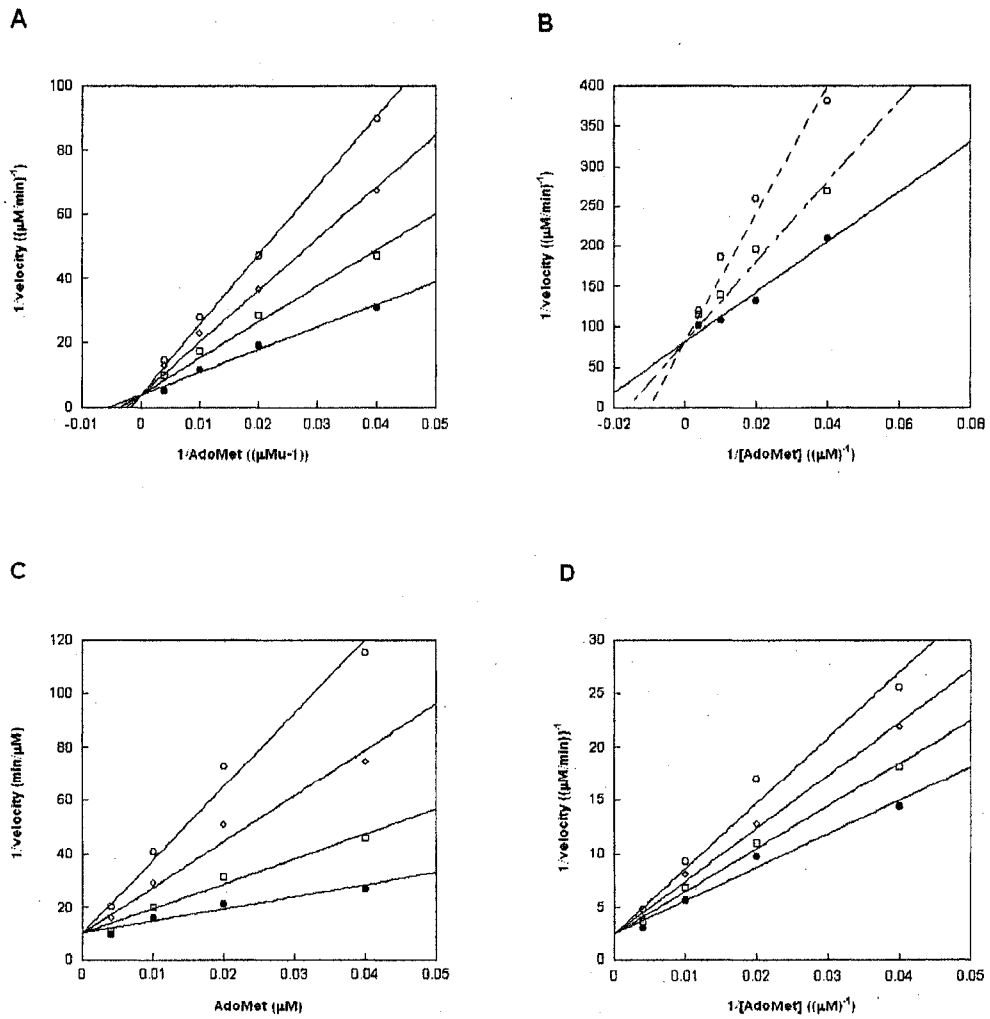 A
1/velocity ((µM/min)⁻¹)
100
80
60
40
20
0
-0.01 0 0.01 0.02 0.03 0.04 0.05
1/AdoMet ((µMu-1))
B
1/velocity ((µM/min)⁻¹)
400
350
300
250
200
150
100
50
0
-0.02 0 0.02 0.04 0.06 0.08
1/[AdoMet] ((µM)⁻¹)
C
1/velocity (min/µM)
120
100
80
60
40
20
0
0 0.01 0.02 0.03 0.04 0.05
AdoMet (µM)
D
1/velocity ((µM/min))⁻¹
30
25
20
15
10
5
0
0 0.01 0.02 0.03 0.04 0.05
1/[AdoMet] ((µM)⁻¹)